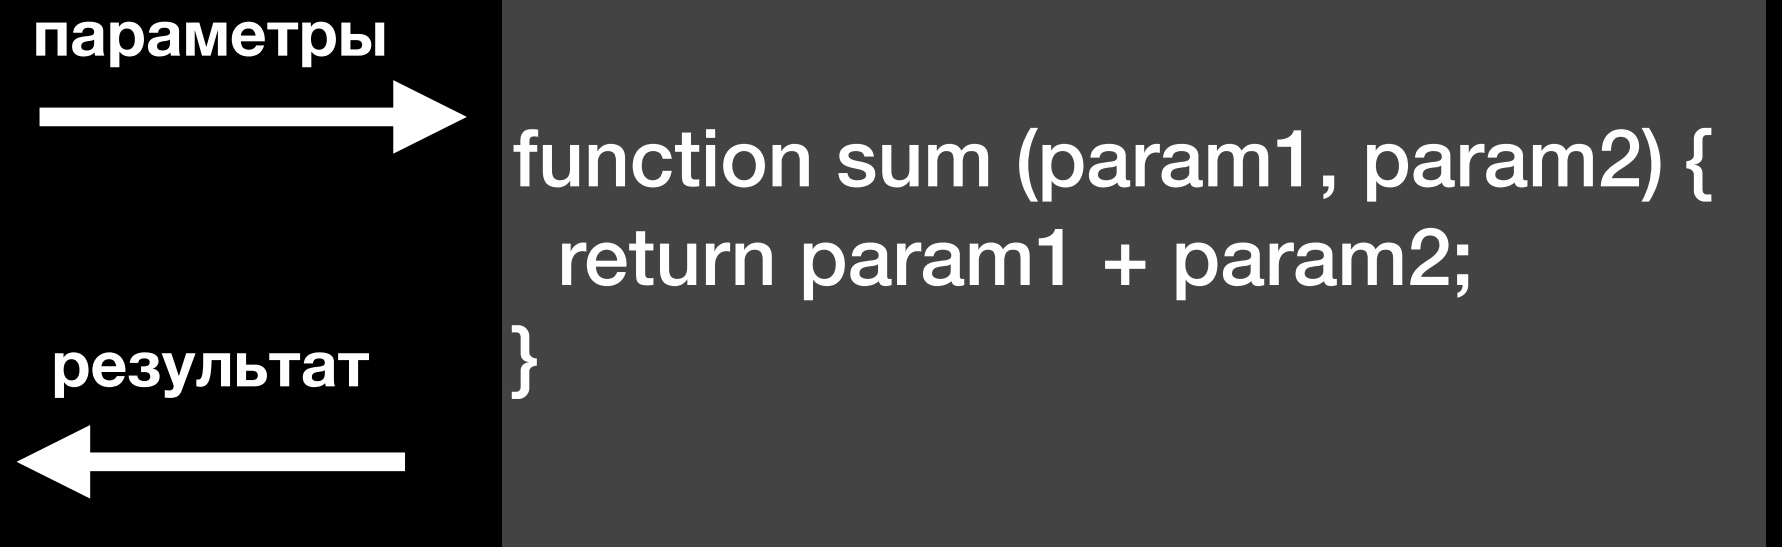 параметры
function sum (param1, param2) {
return param1 + param2;
}
результат